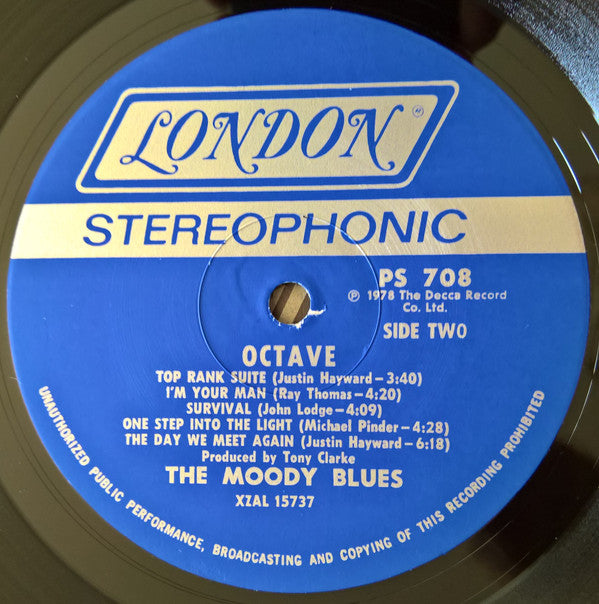 LONDON®
STEREOPHONIC
PS 708
℗ 1978 The Decca Record
Co. Ltd.
SIDE TWO
OCTAVE
TOP RANK SUITE (Justin Hayward–3:40)
I'M YOUR MAN (Ray Thomas–4:20)
SURVIVAL (John Lodge–4:09)
ONE STEP INTO THE LIGHT (Michael Pinder–4:28)
THE DAY WE MEET AGAIN (Justin Hayward–6:18)
Produced by Tony Clarke
THE MOODY BLUES
XZAL 15737
UNAUTHORIZED PUBLIC PERFORMANCE, BROADCASTING AND COPYING OF THIS RECORDING PROHIBITED